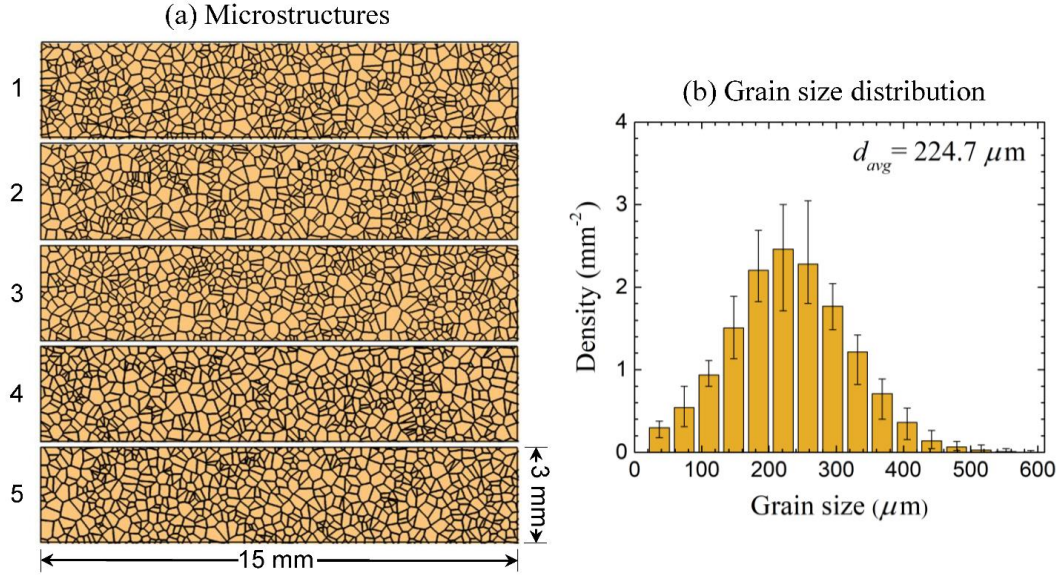 (a) Microstructures
1
2
3
4
5
3 mm
15 mm
(b) Grain size distribution
d_avg = 224.7 μm
Density (mm⁻²)
4
3
2
1
0
0 100 200 300 400 500 600
Grain size (μm)